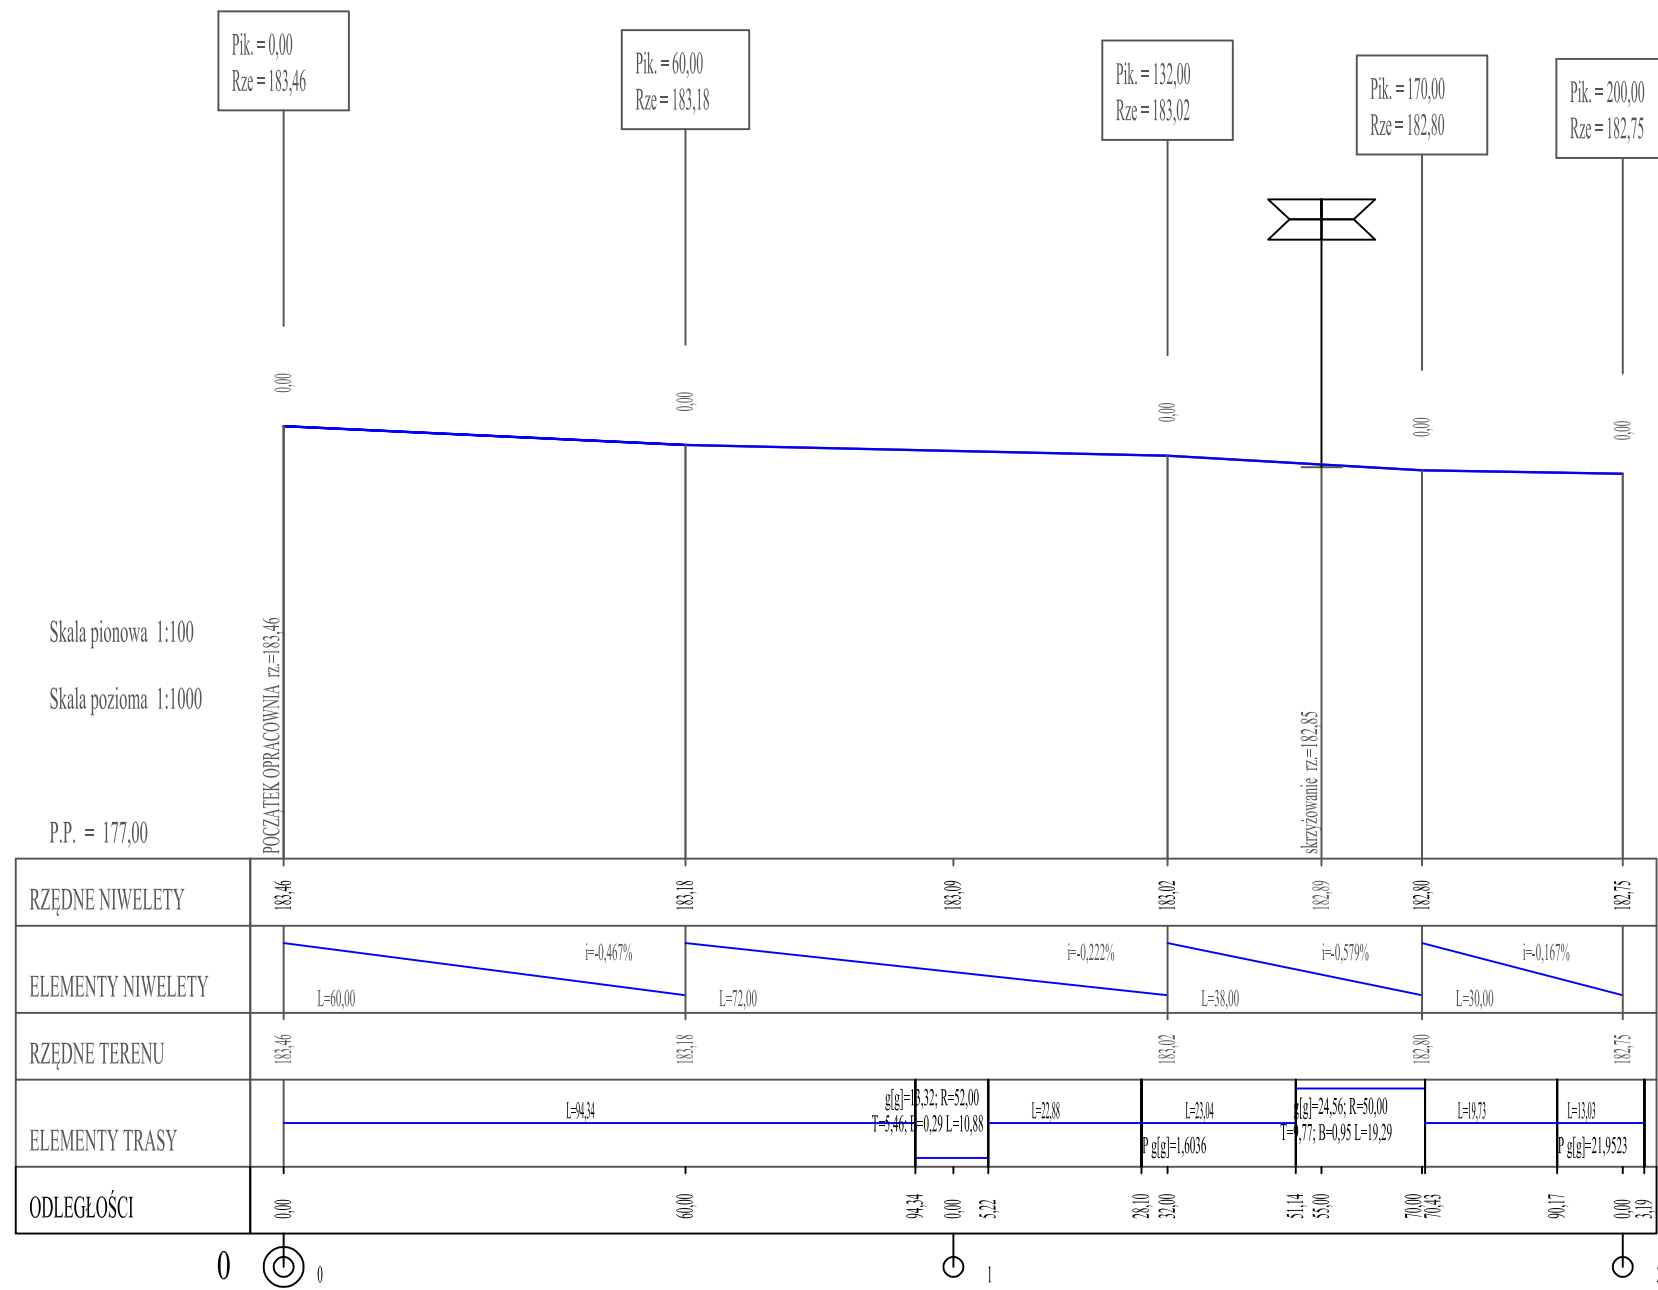 Pik. = 0,00
Rze = 183,46
Pik. = 60,00
Rze = 183,18
Pik. = 132,00
Rze = 183,02
Pik. = 170,00
Rze = 182,80
Pik. = 200,00
Rze = 182,75
0,00
0,00
0,00
0,00
0,00
Skala pionowa 1:100
Skala pozioma 1:1000
P.P. = 177,00
POCZĄTEK OPRACOWNIA rz.=183,46
skrzyżowanie rz.=182,85
RZĘDNE NIWELETY
183,46
183,18
183,09
183,02
182,89
182,80
182,75
ELEMENTY NIWELETY
i=-0,467%
L=60,00
i=-0,222%
L=72,00
i=-0,579%
L=38,00
i=-0,167%
L=30,00
RZĘDNE TERENU
183,46
183,18
183,02
182,80
182,75
ELEMENTY TRASY
L=94,34
g[g]=13,32; R=52,00
T=5,46; B=0,29 L=10,88
L=22,88
L=23,04
P g[g]=1,6036
g[g]=24,56; R=50,00
T=9,77; B=0,95 L=19,29
L=19,73
L=13,03
P g[g]=21,9523
ODLEGŁOŚCI
0,00
60,00
94,34
0,00
5,22
28,10
32,00
51,14
55,00
70,00
70,43
90,17
0,00
3,19
0
0
1